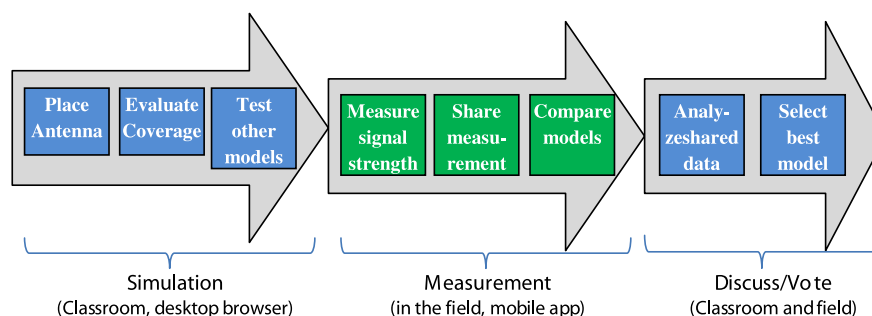 Place
Antenna
Evaluate
Coverage
Test
other
models
Measure
signal
strength
Share
measu-
rement
Compare
models
Analy-
zeshared
data
Select
best
model
Simulation
(Classroom, desktop browser)
Measurement
(in the field, mobile app)
Discuss/Vote
(Classroom and field)